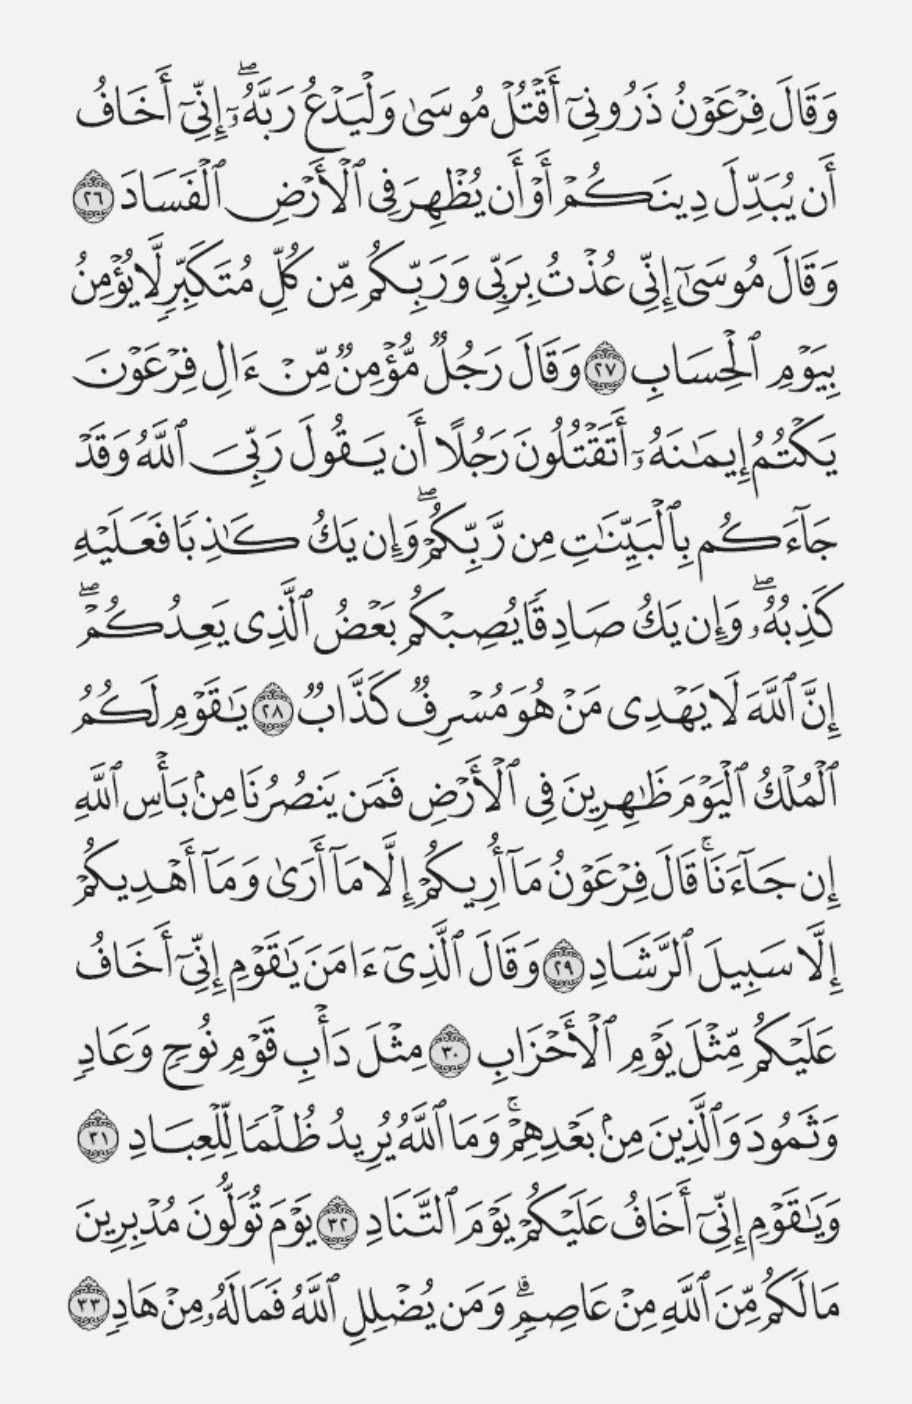 وَقَالَ فِرْعَوْنُ ذَرُونِىٓ أَقْتُلْ مُوسَىٰ وَلْيَدْعُ رَبَّهُۥٓ ۖ إِنِّىٓ أَخَافُ
أَن يُبَدِّلَ دِينَكُمْ أَوْ أَن يُظْهِرَ فِى ٱلْأَرْضِ ٱلْفَسَادَ ٢٦
وَقَالَ مُوسَىٰٓ إِنِّى عُذْتُ بِرَبِّى وَرَبِّكُم مِّن كُلِّ مُتَكَبِّرٍ لَّا يُؤْمِنُ
بِيَوْمِ ٱلْحِسَابِ ٢٧ وَقَالَ رَجُلٌ مُّؤْمِنٌ مِّنْ ءَالِ فِرْعَوْنَ
يَكْتُمُ إِيمَـٰنَهُۥٓ أَتَقْتُلُونَ رَجُلًا أَن يَقُولَ رَبِّىَ ٱللَّهُ وَقَدْ
جَآءَكُم بِٱلْبَيِّنَـٰتِ مِن رَّبِّكُمْ ۖ وَإِن يَكُ كَـٰذِبًا فَعَلَيْهِ
كَذِبُهُۥ ۖ وَإِن يَكُ صَادِقًا يُصِبْكُم بَعْضُ ٱلَّذِى يَعِدُكُمْ ۖ
إِنَّ ٱللَّهَ لَا يَهْدِى مَنْ هُوَ مُسْرِفٌ كَذَّابٌ ٢٨ يَـٰقَوْمِ لَكُمُ
ٱلْمُلْكُ ٱلْيَوْمَ ظَـٰهِرِينَ فِى ٱلْأَرْضِ فَمَن يَنصُرُنَا مِنۢ بَأْسِ ٱللَّهِ
إِن جَآءَنَا ۚ قَالَ فِرْعَوْنُ مَآ أُرِيكُمْ إِلَّا مَآ أَرَىٰ وَمَآ أَهْدِيكُمْ
إِلَّا سَبِيلَ ٱلرَّشَادِ ٢٩ وَقَالَ ٱلَّذِىٓ ءَامَنَ يَـٰقَوْمِ إِنِّىٓ أَخَافُ
عَلَيْكُم مِّثْلَ يَوْمِ ٱلْأَحْزَابِ ٣٠ مِثْلَ دَأْبِ قَوْمِ نُوحٍ وَعَادٍ
وَثَمُودَ وَٱلَّذِينَ مِنۢ بَعْدِهِمْ ۚ وَمَا ٱللَّهُ يُرِيدُ ظُلْمًا لِّلْعِبَادِ ٣١
وَيَـٰقَوْمِ إِنِّىٓ أَخَافُ عَلَيْكُمْ يَوْمَ ٱلتَّنَادِ ٣٢ يَوْمَ تُوَلُّونَ مُدْبِرِينَ
مَا لَكُم مِّنَ ٱللَّهِ مِنْ عَاصِمٍ ۗ وَمَن يُضْلِلِ ٱللَّهُ فَمَا لَهُۥ مِنْ هَادٍ ٣٣